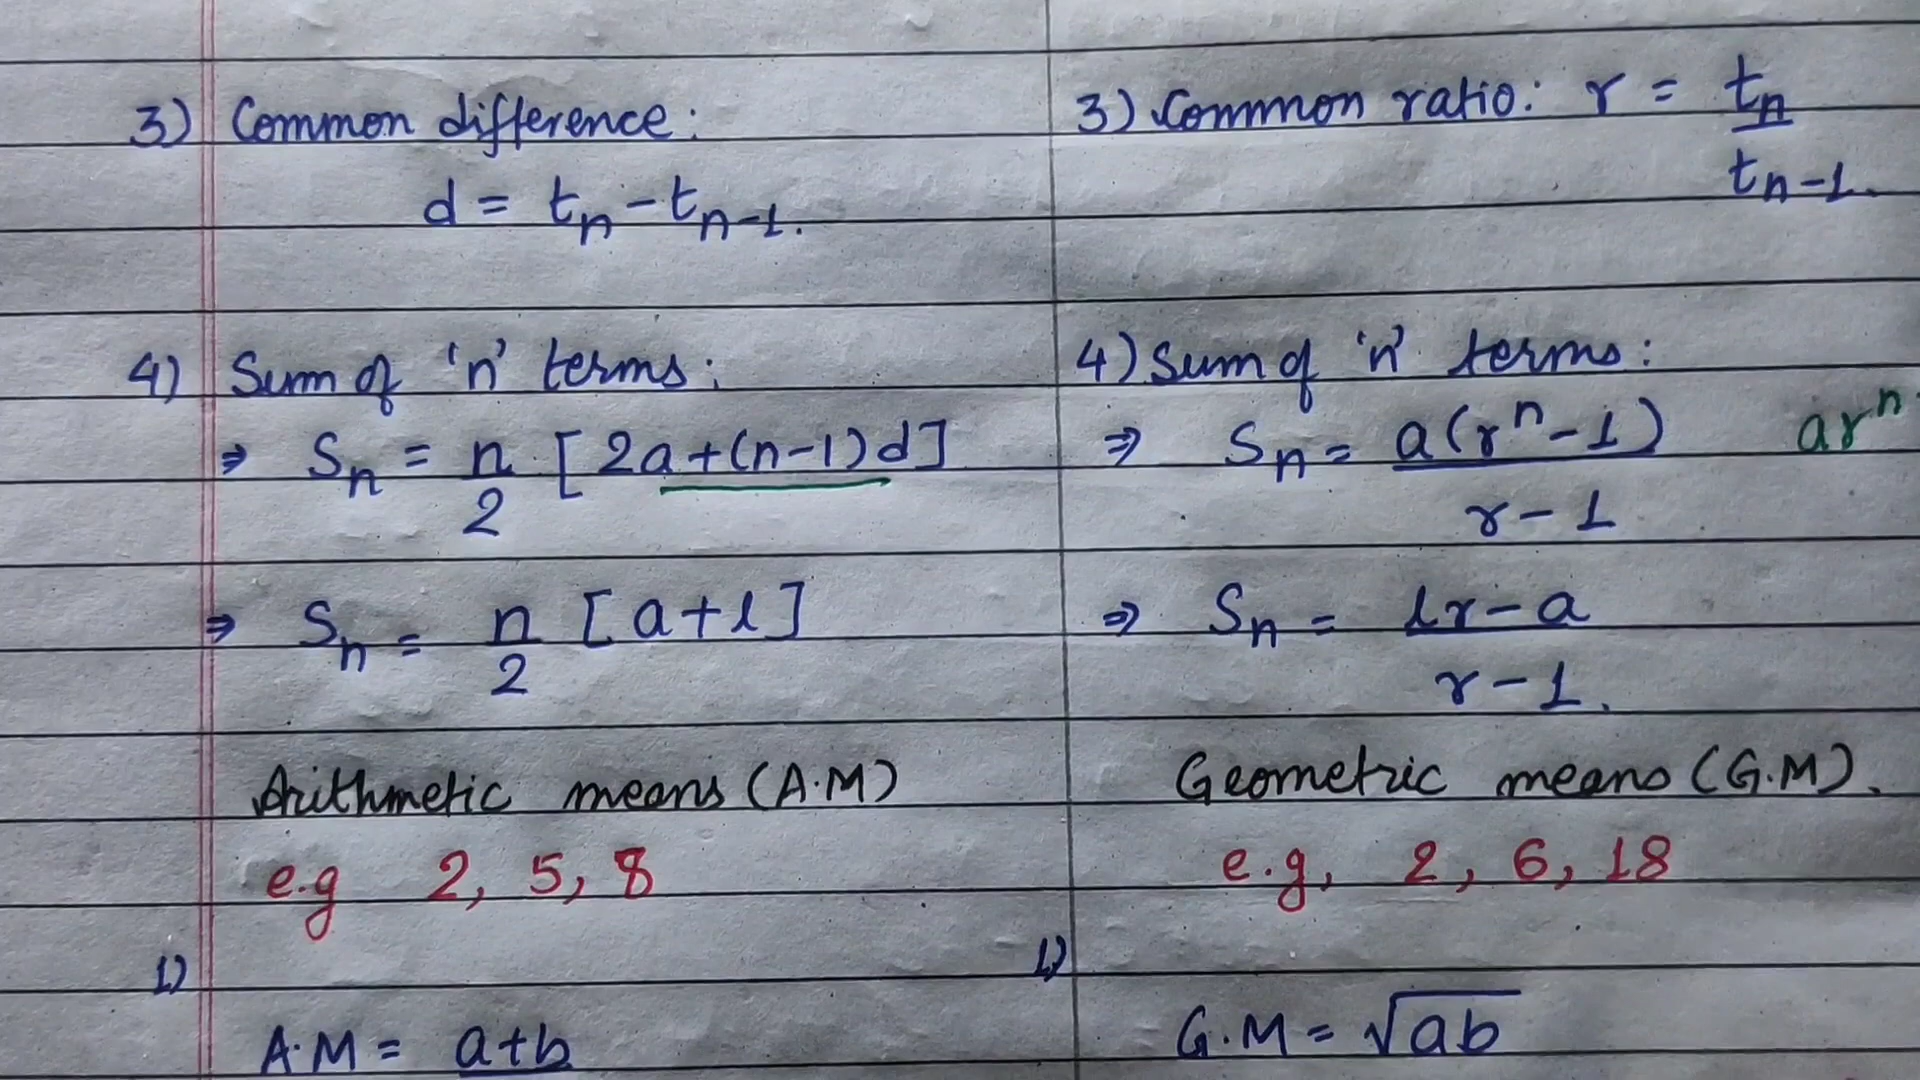 3) Common difference:
d = tₙ - tₙ₋₁.
4) Sum of 'n' terms:
⇒ Sₙ = n/2 [2a+(n-1)d]
⇒ Sₙ = n/2 [a+l]
Arithmetic means (A.M)
e.g 2, 5, 8
1)
A.M = a+b
3) Common ratio: r = tₙ/tₙ₋₁.
4) Sum of 'n' terms:
⇒ Sₙ = a(rⁿ-1)/r-1
arⁿ
⇒ Sₙ = lr-a/r-1.
Geometric means (G.M).
e.g, 2, 6, 18
1)
G.M = √ab